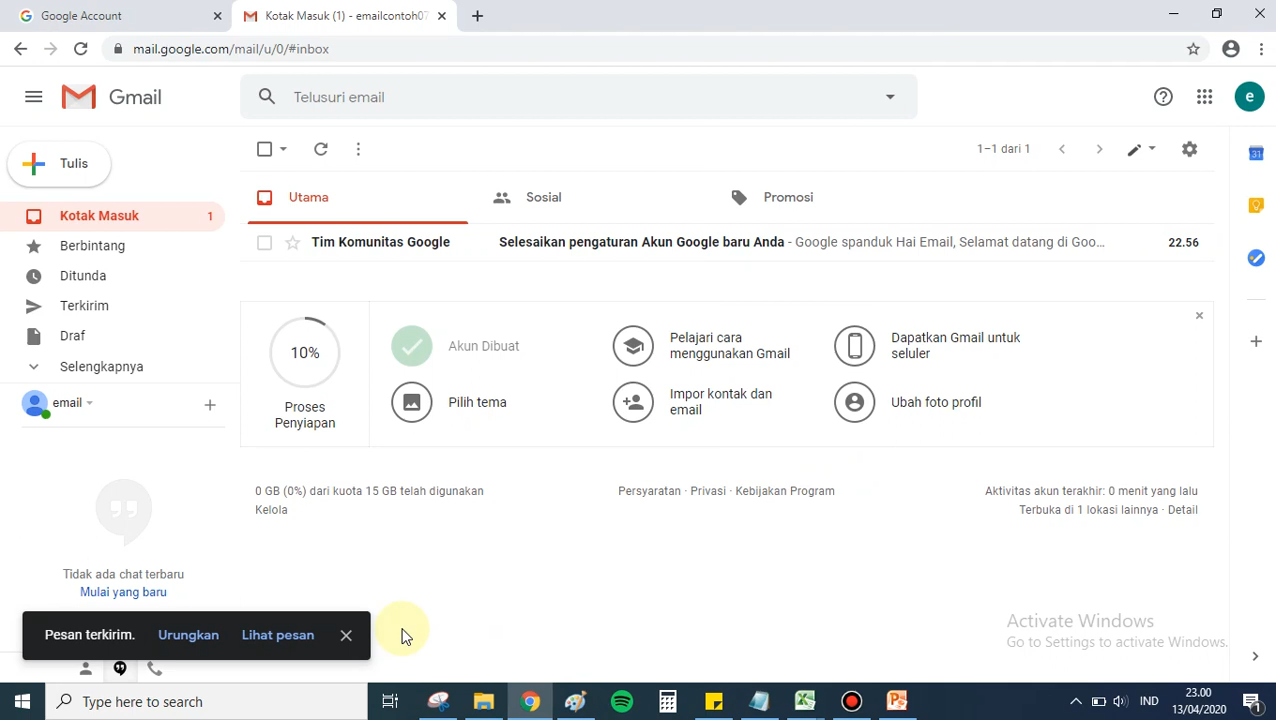 Google Account
Kotak Masuk (1) - emailcontoh07
mail.google.com/mail/u/0/#inbox
Gmail
Telusuri email
e
Tulis
1–1 dari 1
31
Kotak Masuk 1
Berbintang
Ditunda
Terkirim
Draf
Selengkapnya
email
Utama
Sosial
Promosi
Tim Komunitas Google Selesaikan pengaturan Akun Google baru Anda - Google spanduk Hai Email, Selamat datang di Goo... 22.56
10%
Proses
Penyiapan
Akun Dibuat
Pelajari cara
menggunakan Gmail
Dapatkan Gmail untuk
seluler
Pilih tema
Impor kontak dan
email
Ubah foto profil
0 GB (0%) dari kuota 15 GB telah digunakan
Kelola
Persyaratan · Privasi · Kebijakan Program
Aktivitas akun terakhir: 0 menit yang lalu
Terbuka di 1 lokasi lainnya · Detail
Tidak ada chat terbaru
Mulai yang baru
Pesan terkirim. Urungkan Lihat pesan
Activate Windows
Go to Settings to activate Windows.
Type here to search
IND
23.00
13/04/2020
1